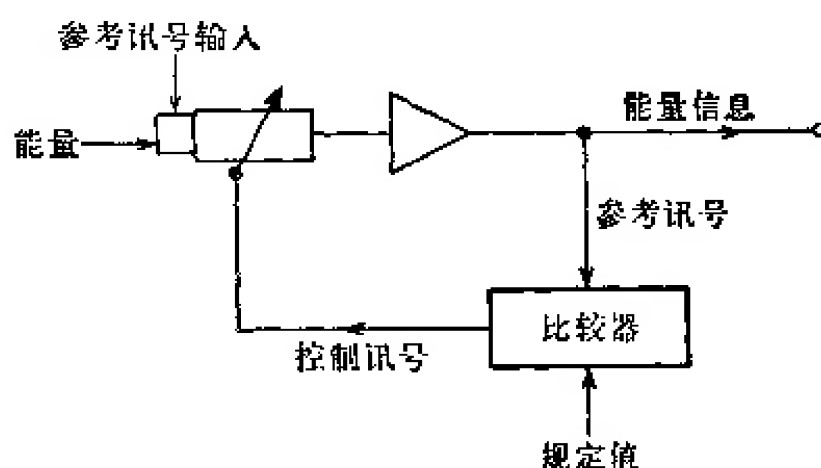 参考讯号输入
能量
能量信息
参考讯号
比较器
控制讯号
规定值